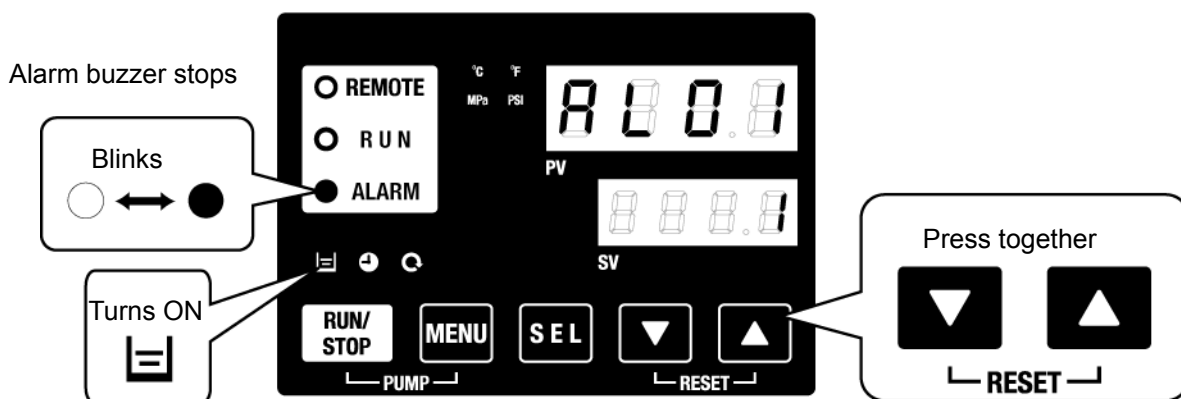 Alarm buzzer stops
Blinks
REMOTE
RUN
ALARM
°C °F
MPa PSI
AL01
PV
1
SV
Turns ON
RUN/
STOP
MENU
SEL
PUMP
RESET
Press together
RESET